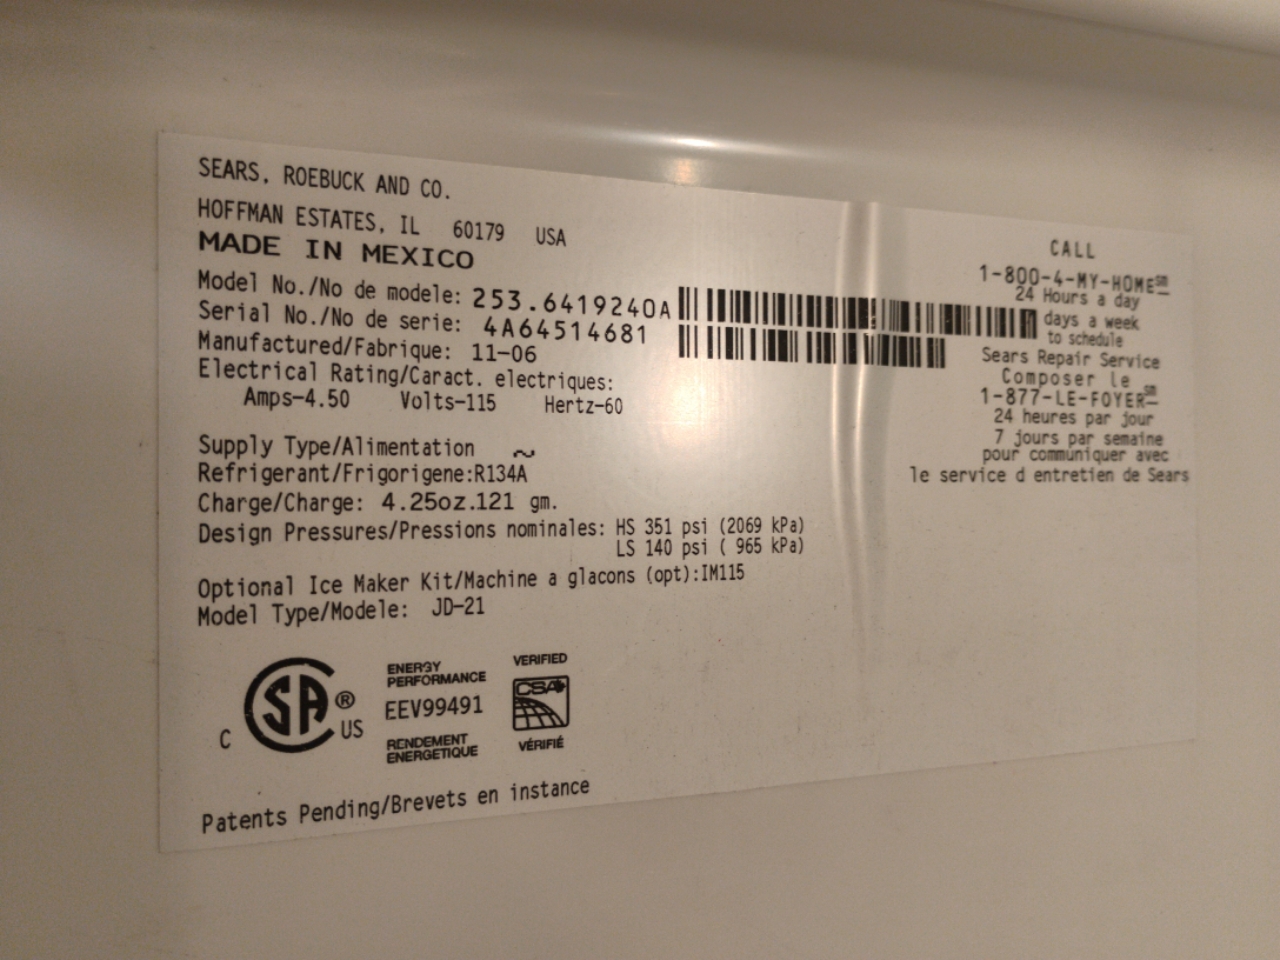 SEARS, ROEBUCK AND CO.
HOFFMAN ESTATES, IL 60179 USA
MADE IN MEXICO
Model No./No de modele: 253.6419240A
Serial No./No de serie: 4A64514681
Manufactured/Fabrique: 11-06
Electrical Rating/Caract. electriques:
Amps-4.50 Volts-115 Hertz-60
Supply Type/Alimentation ~
Refrigerant/Frigorigene:R134A
Charge/Charge: 4.25oz.121 gm.
Design Pressures/Pressions nominales: HS 351 psi (2069 kPa)
LS 140 psi ( 965 kPa)
Optional Ice Maker Kit/Machine a glacons (opt):IM115
Model Type/Modele: JD-21
CALL
1-800-4-MY-HOME℠
24 Hours a day
days a week
to schedule
Sears Repair Service
Composer le
1-877-LE-FOYER℠
24 heures par jour
7 jours par semaine
pour communiquer avec
le service d entretien de Sears
C SA ® US
ENERGY
PERFORMANCE
EEV99491
RENDEMENT
ENERGETIQUE
VERIFIED
CSA
VÉRIFIÉ
Patents Pending/Brevets en instance